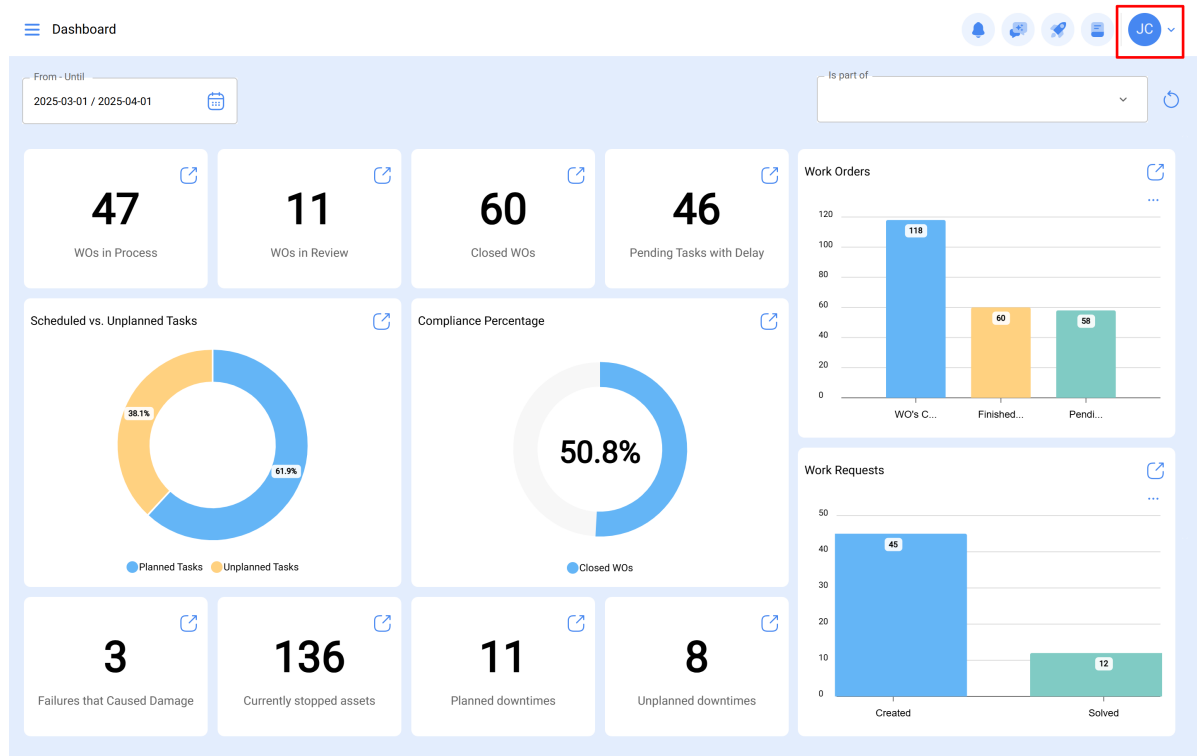 Dashboard
JC
From - Until
2025-03-01 / 2025-04-01
Is part of
47
WOs in Process
11
WOs in Review
60
Closed WOs
46
Pending Tasks with Delay
Work Orders
...
120
100
80
60
40
20
0
118
60
58
WO's C...
Finished...
Pendi...
Scheduled vs. Unplanned Tasks
38.1%
61.9%
Planned Tasks
Unplanned Tasks
Compliance Percentage
50.8%
Closed WOs
Work Requests
...
50
40
30
20
10
0
45
12
Created
Solved
3
Failures that Caused Damage
136
Currently stopped assets
11
Planned downtimes
8
Unplanned downtimes